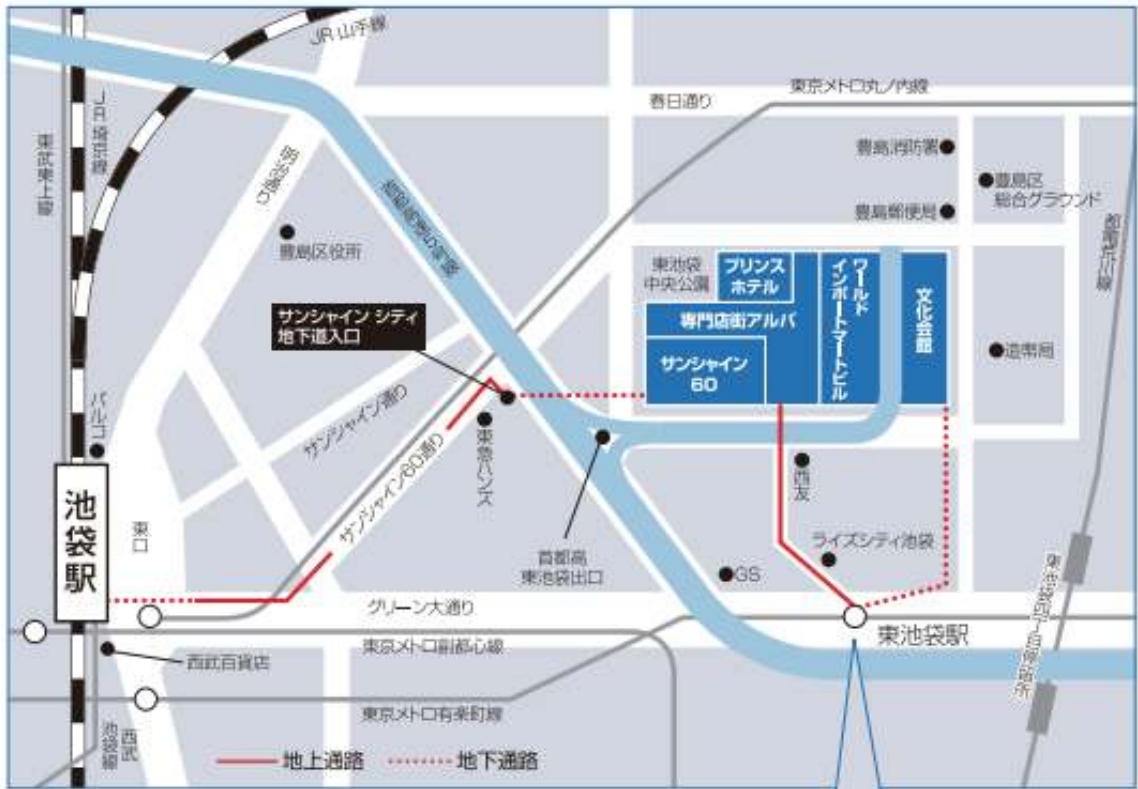 JR山手線
春日通り
東京メトロ丸ノ内線
JR埼京線
東武東上線
明治通り
豊島消防署
豊島区
総合グラウンド
豊島郵便局
都電荒川線
豊島区役所
首都高速5号線
東池袋
中央公園
プリンス
ホテル
ワールド
インポートマートビル
文化会館
サンシャイン シティ
地下道入口
専門店街アルパ
サンシャイン
60
造幣局
パルコ
サンシャイン通り
東急ハンズ
サンシャイン60通り
西友
池袋駅
東口
首都高
東池袋出口
ライズシティ池袋
GS
東池袋四丁目停留所
グリーン大通り
東池袋駅
東京メトロ副都心線
西武百貨店
東京メトロ有楽町線
西武
池袋線
地上通路
地下通路